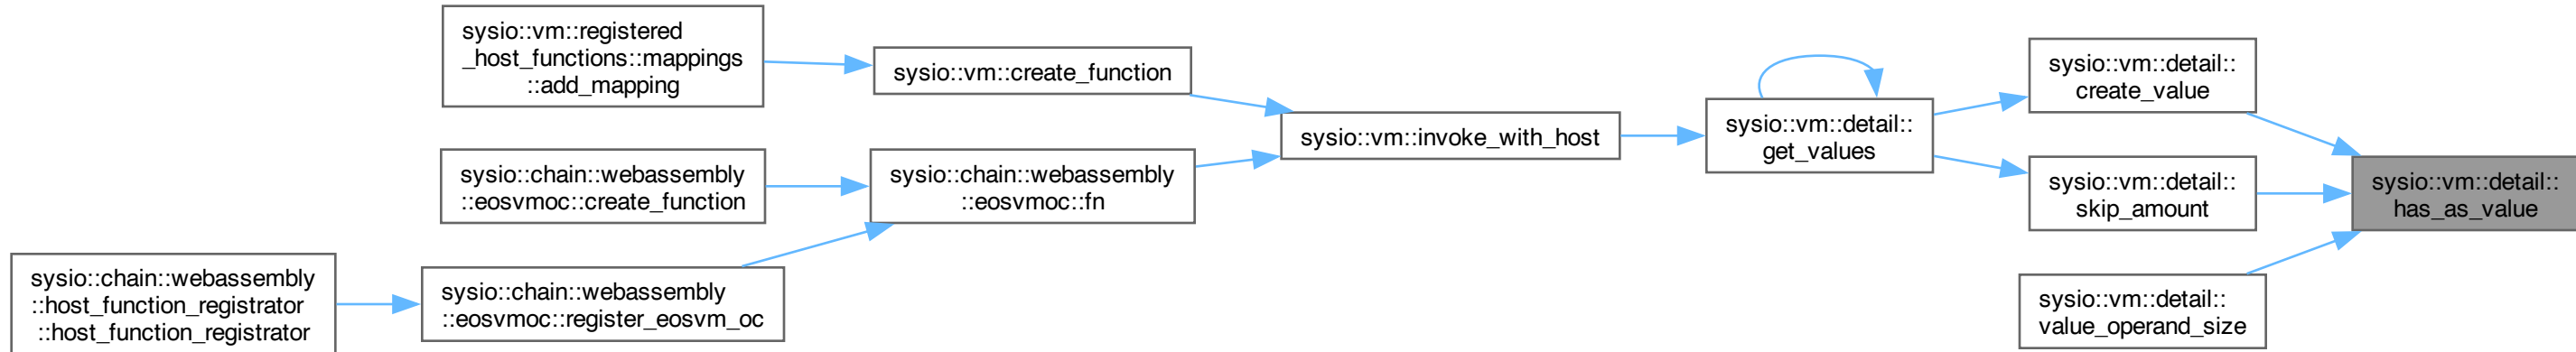 sysio::vm::registered
_host_functions::mappings
::add_mapping
sysio::vm::create_function
sysio::chain::webassembly
::eosvmoc::create_function
sysio::chain::webassembly
::eosvmoc::fn
sysio::chain::webassembly
::host_function_registrator
::host_function_registrator
sysio::chain::webassembly
::eosvmoc::register_eosvm_oc
sysio::vm::invoke_with_host
sysio::vm::detail::
get_values
sysio::vm::detail::
create_value
sysio::vm::detail::
skip_amount
sysio::vm::detail::
value_operand_size
sysio::vm::detail::
has_as_value